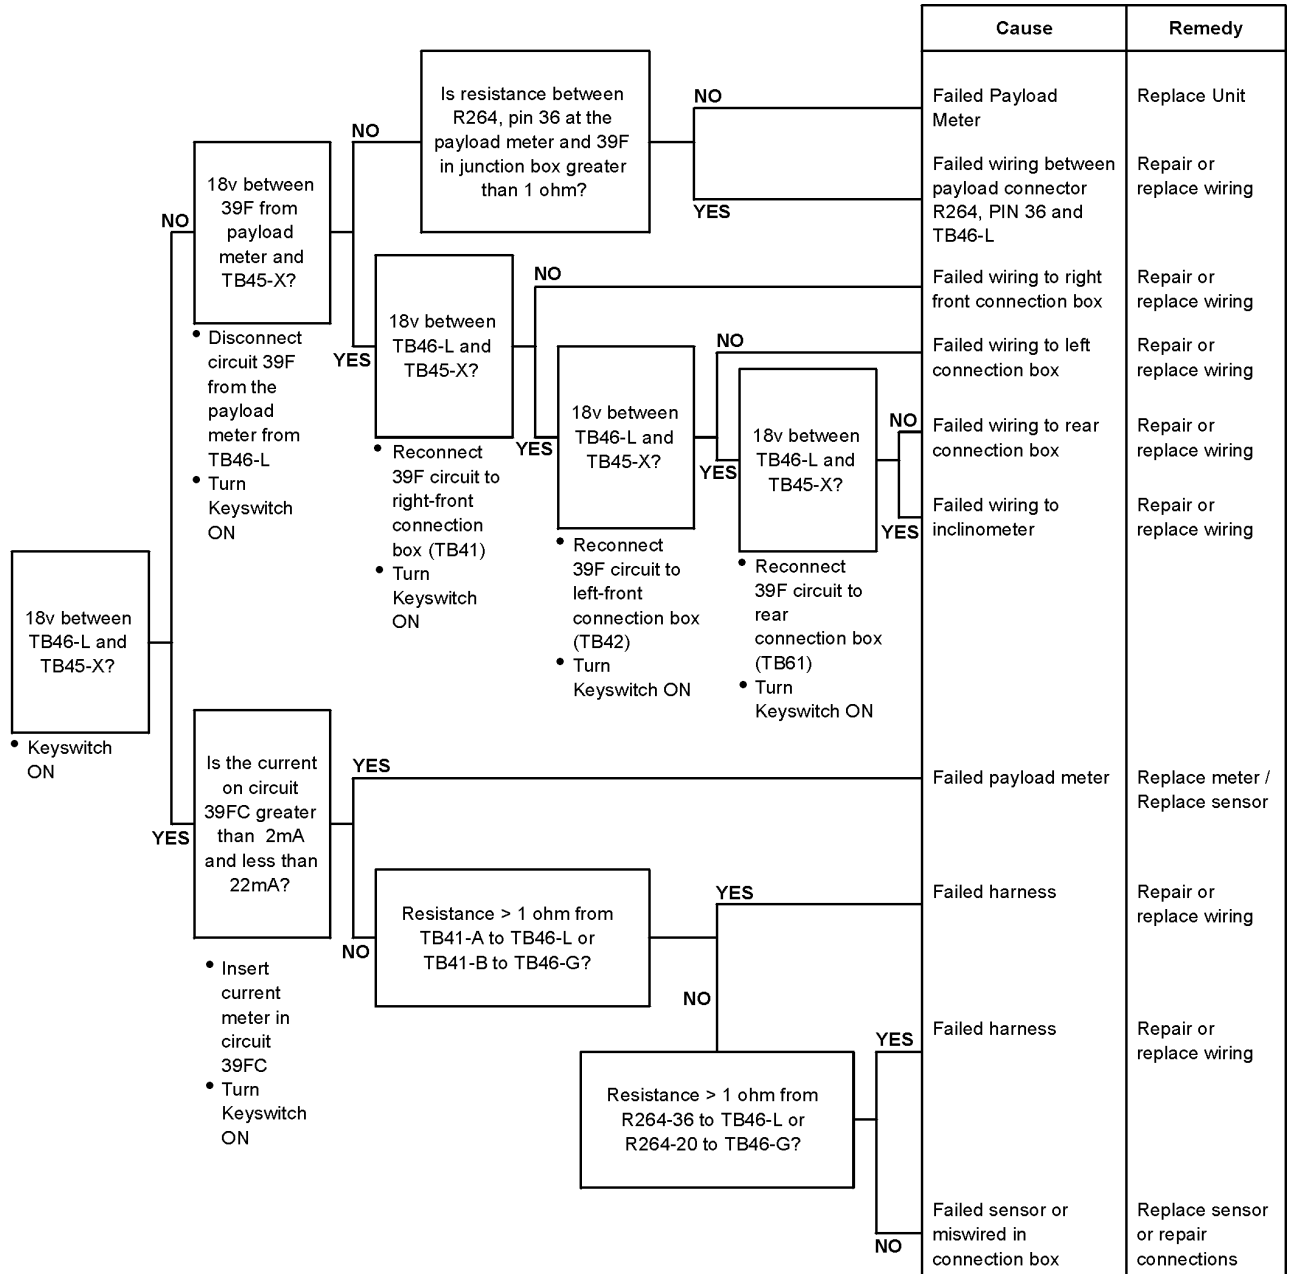 Cause
Remedy
Is resistance between
R264, pin 36 at the
payload meter and 39F
in junction box greater
than 1 ohm?
NO
YES
Failed Payload
Meter
Replace Unit
Failed wiring between
payload connector
R264, PIN 36 and
TB46-L
Repair or
replace wiring
NO
18v between
39F from
payload
meter and
TB45-X?
NO
YES
• Disconnect
circuit 39F
from the
payload
meter from
TB46-L
• Turn
Keyswitch
ON
18v between
TB46-L and
TB45-X?
NO
YES
• Reconnect
39F circuit to
right-front
connection
box (TB41)
• Turn
Keyswitch
ON
Failed wiring to right
front connection box
Repair or
replace wiring
18v between
TB46-L and
TB45-X?
NO
YES
• Reconnect
39F circuit to
left-front
connection box
(TB42)
• Turn
Keyswitch ON
Failed wiring to left
connection box
Repair or
replace wiring
18v between
TB46-L and
TB45-X?
NO
YES
• Reconnect
39F circuit to
rear
connection box
(TB61)
• Turn
Keyswitch ON
Failed wiring to rear
connection box
Repair or
replace wiring
Failed wiring to
inclinometer
Repair or
replace wiring
18v between
TB46-L and
TB45-X?
• Keyswitch
ON
YES
Is the current
on circuit
39FC greater
than 2mA
and less than
22mA?
YES
NO
• Insert
current
meter in
circuit
39FC
• Turn
Keyswitch
ON
Failed payload meter
Replace meter /
Replace sensor
Resistance > 1 ohm from
TB41-A to TB46-L or
TB41-B to TB46-G?
YES
NO
Failed harness
Repair or
replace wiring
Resistance > 1 ohm from
R264-36 to TB46-L or
R264-20 to TB46-G?
YES
NO
Failed harness
Repair or
replace wiring
Failed sensor or
miswired in
connection box
Replace sensor
or repair
connections